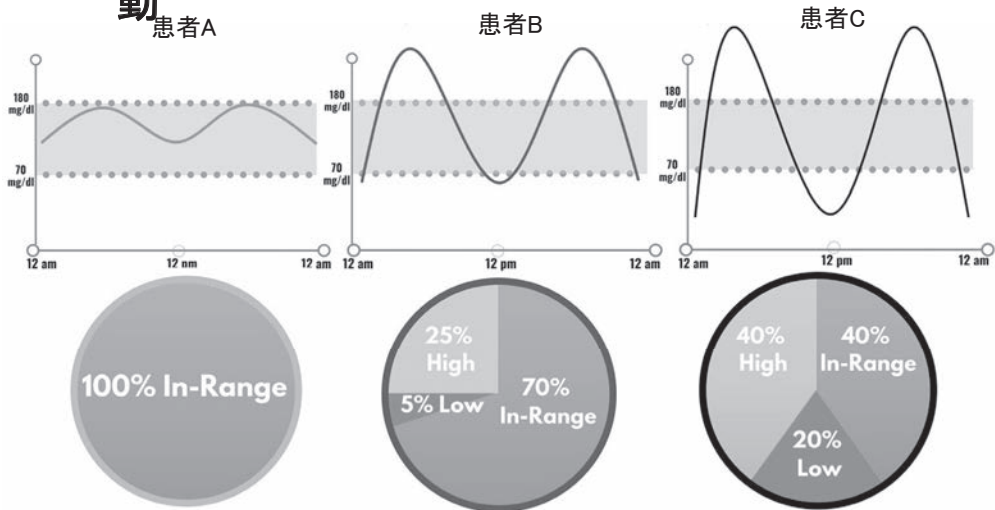 動
患者A
患者B
患者C
180
mg/dl
70
mg/dl
12 am
12 nm
12 am
180
mg/dl
70
mg/dl
12 am
12 pm
12 am
180
mg/dl
70
mg/dl
12 am
12 pm
12 am
100% In-Range
25%
High
5% Low
70%
In-Range
40%
High
40%
In-Range
20%
Low